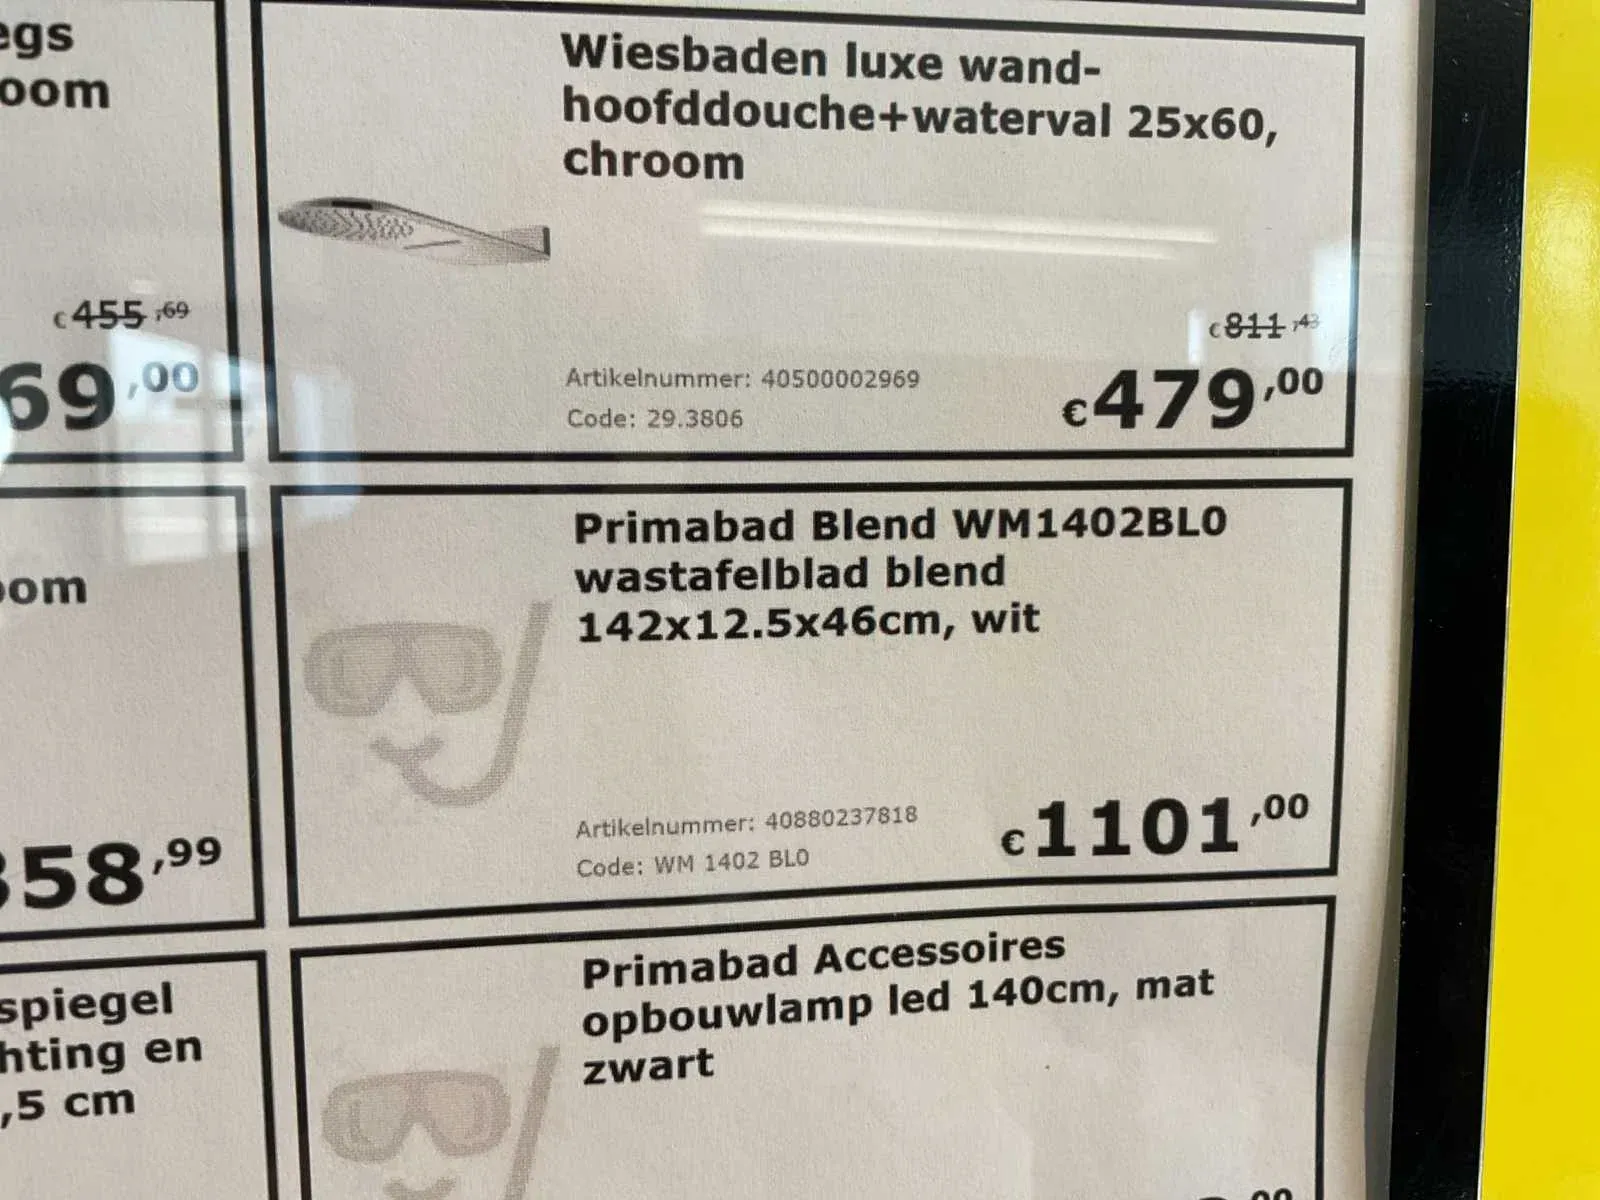 egs
oom
€455,69
69,00
Wiesbaden luxe wand-
hoofddouche+waterval 25x60,
chroom
€811,43
Artikelnummer: 40500002969
€479,00
Code: 29.3806
oom
58,99
Primabad Blend WM1402BL0
wastafelblad blend
142x12.5x46cm, wit
Artikelnummer: 40880237818
€1101,00
Code: WM 1402 BL0
spiegel
hting en
,5 cm
Primabad Accessoires
opbouwlamp led 140cm, mat
zwart